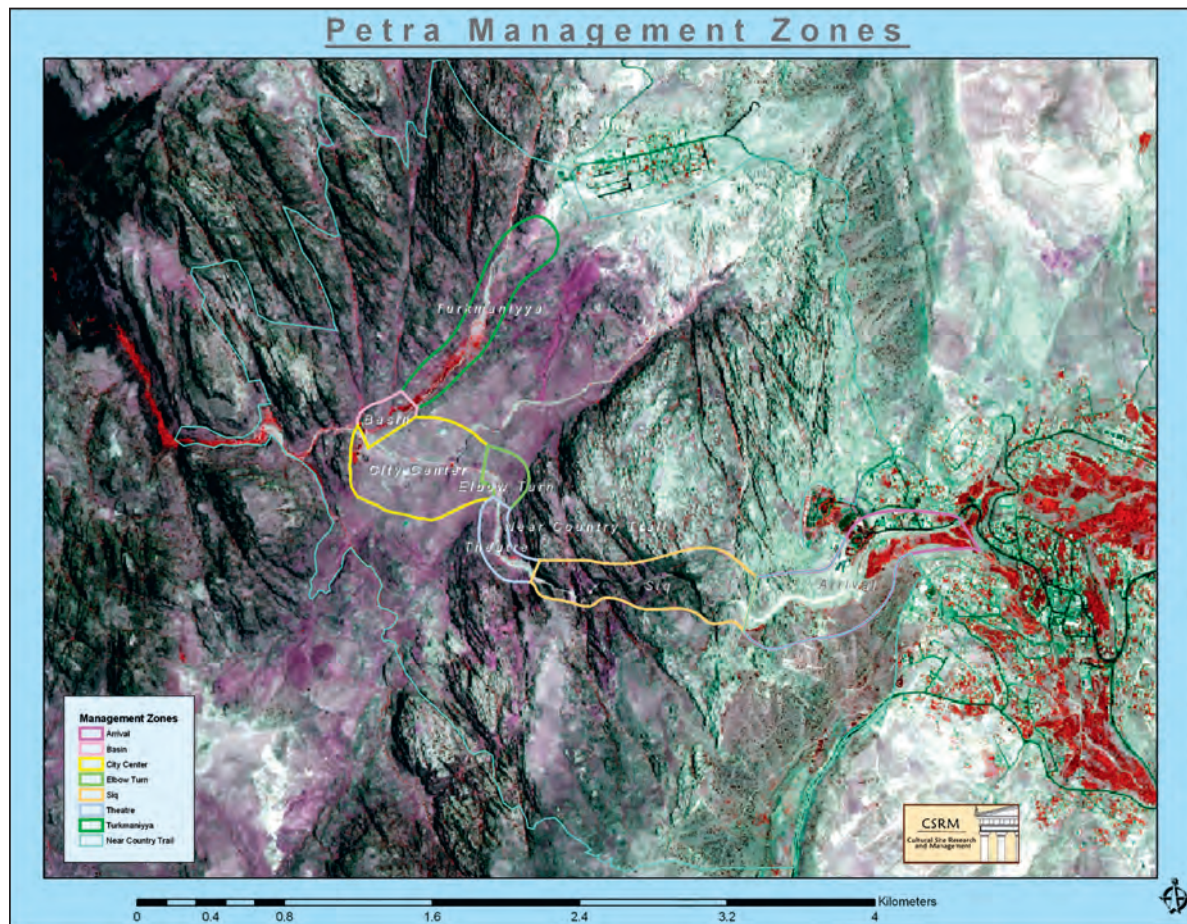 Petra Management Zones
Turkmaniyya
Basin
City Center
Elbow Turn
Near Country Trail
Theatre
Siq
Arrival
Management Zones
Arrival
Basin
City Center
Elbow Turn
Siq
Theatre
Turkmaniyya
Near Country Trail
CSRM
Cultural Site Research
and Management
Kilometers
0 0.4 0.8 1.6 2.4 3.2 4